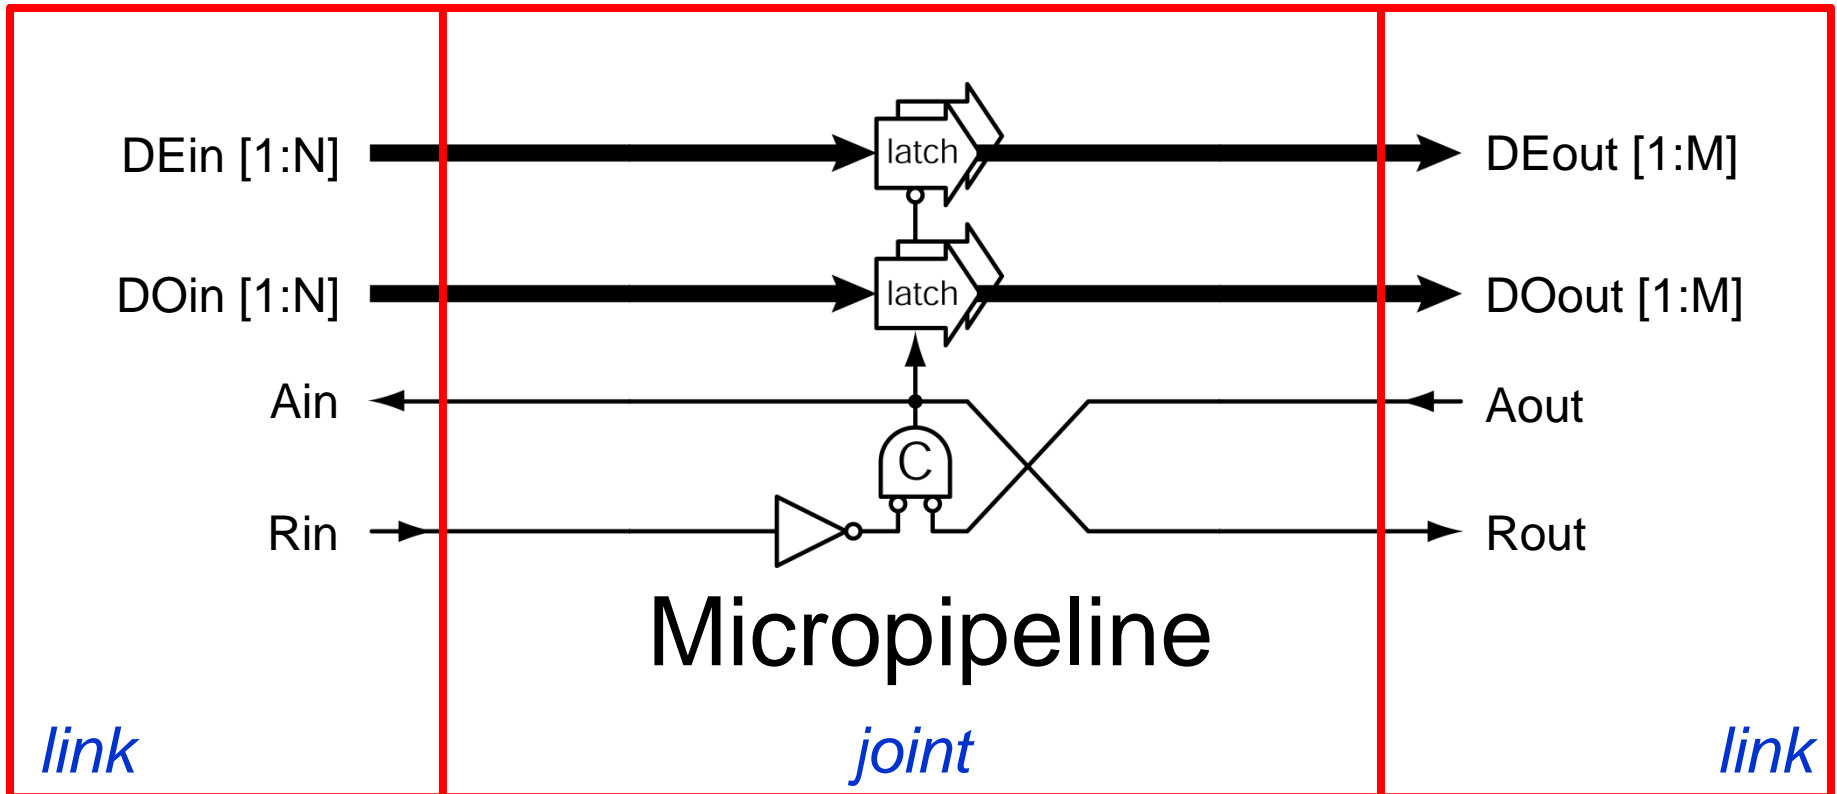 DEin [1:N] latch DEout [1:M]
DOin [1:N] latch DOout [1:M]
Ain Aout
C
Rin Rout
Micropipeline
link joint link